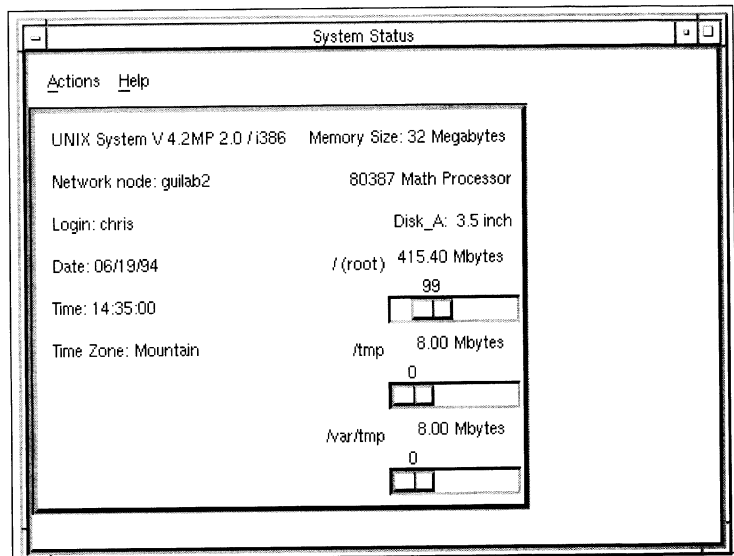 System Status
Actions Help
UNIX System V 4.2MP 2.0 / i386
Memory Size: 32 Megabytes
Network node: guilab2
80387 Math Processor
Login: chris
Disk_A: 3.5 inch
Date: 06/19/94
/ (root) 415.40 Mbytes
99
Time: 14:35:00
Time Zone: Mountain
/tmp 8.00 Mbytes
0
/var/tmp 8.00 Mbytes
0